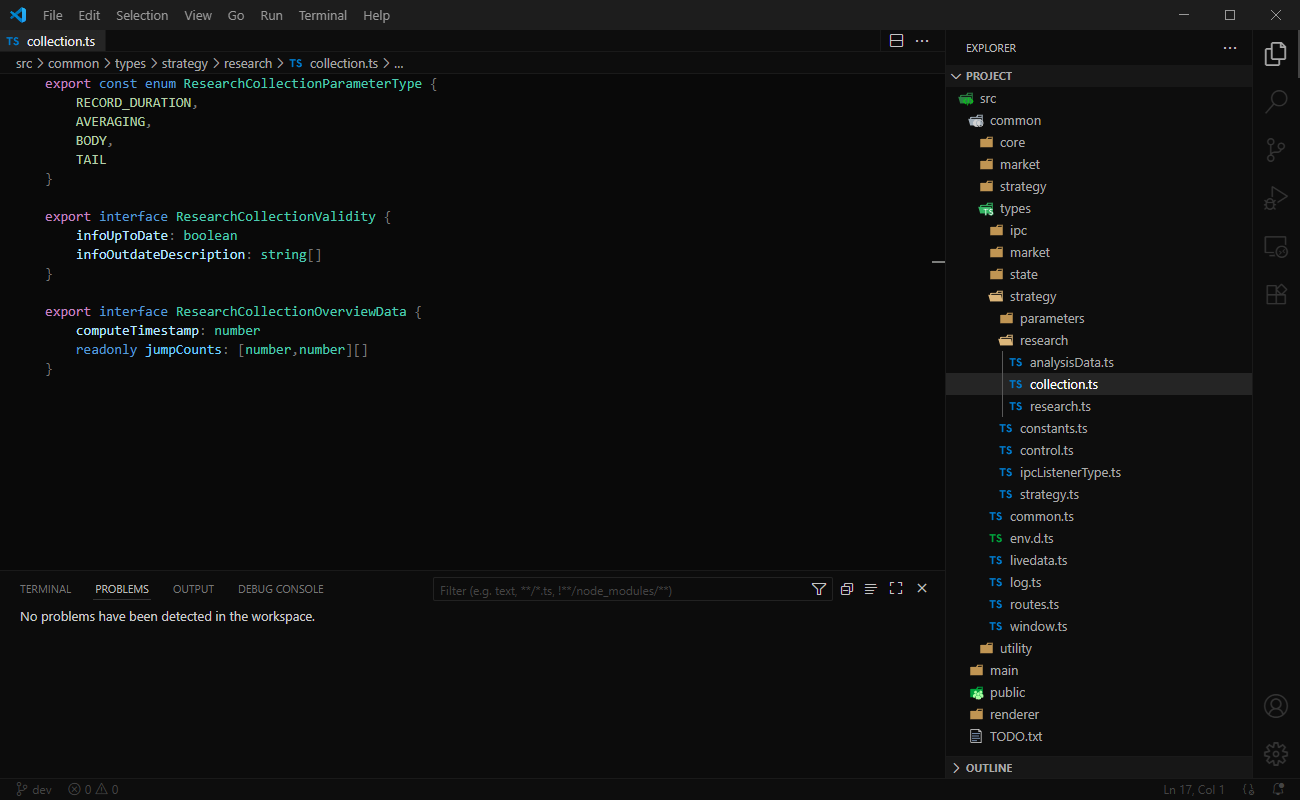 File Edit Selection View Go Run Terminal Help
TS collection.ts
src > common > types > strategy > research > TS collection.ts > ...
export const enum ResearchCollectionParameterType {
RECORD_DURATION,
AVERAGING,
BODY,
TAIL
}
export interface ResearchCollectionValidity {
infoUpToDate: boolean
infoOutdateDescription: string[]
}
export interface ResearchCollectionOverviewData {
computeTimestamp: number
readonly jumpCounts: [number,number][]
}
TERMINAL PROBLEMS OUTPUT DEBUG CONSOLE
Filter (e.g. text, **/*.ts, !**/node_modules/**)
No problems have been detected in the workspace.
EXPLORER
PROJECT
src
common
core
market
strategy
TS types
ipc
market
state
strategy
parameters
research
TS analysisData.ts
TS collection.ts
TS research.ts
TS constants.ts
TS control.ts
TS ipcListenerType.ts
TS strategy.ts
TS common.ts
TS env.d.ts
TS livedata.ts
TS log.ts
TS routes.ts
TS window.ts
utility
main
public
renderer
TODO.txt
OUTLINE
dev 0 0
Ln 17, Col 1